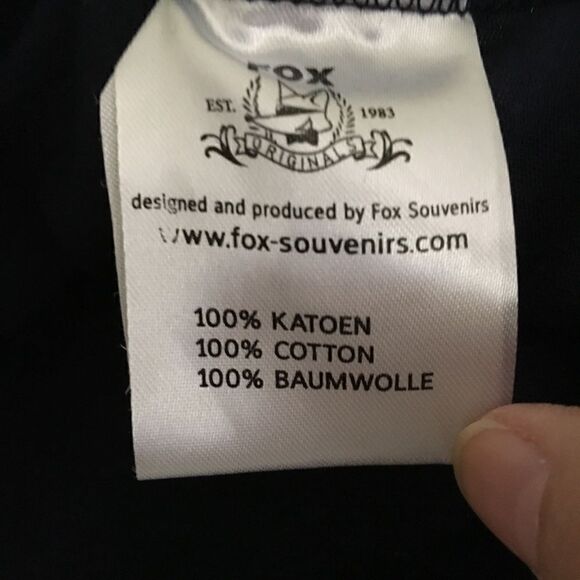 FOX
EST. 1983
ORIGINALS
designed and produced by Fox Souvenirs
www.fox-souvenirs.com
100% KATOEN
100% COTTON
100% BAUMWOLLE